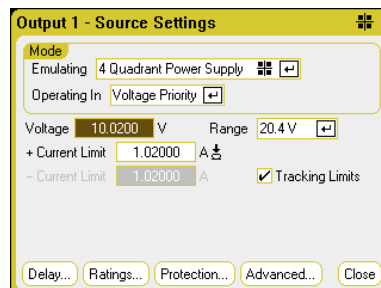 Output 1 - Source Settings
Mode
Emulating 4 Quadrant Power Supply
Operating In Voltage Priority
Voltage 10.0200 V Range 20.4 V
+ Current Limit 1.02000 A
- Current Limit 1.02000 A Tracking Limits
Delay... Ratings... Protection... Advanced... Close